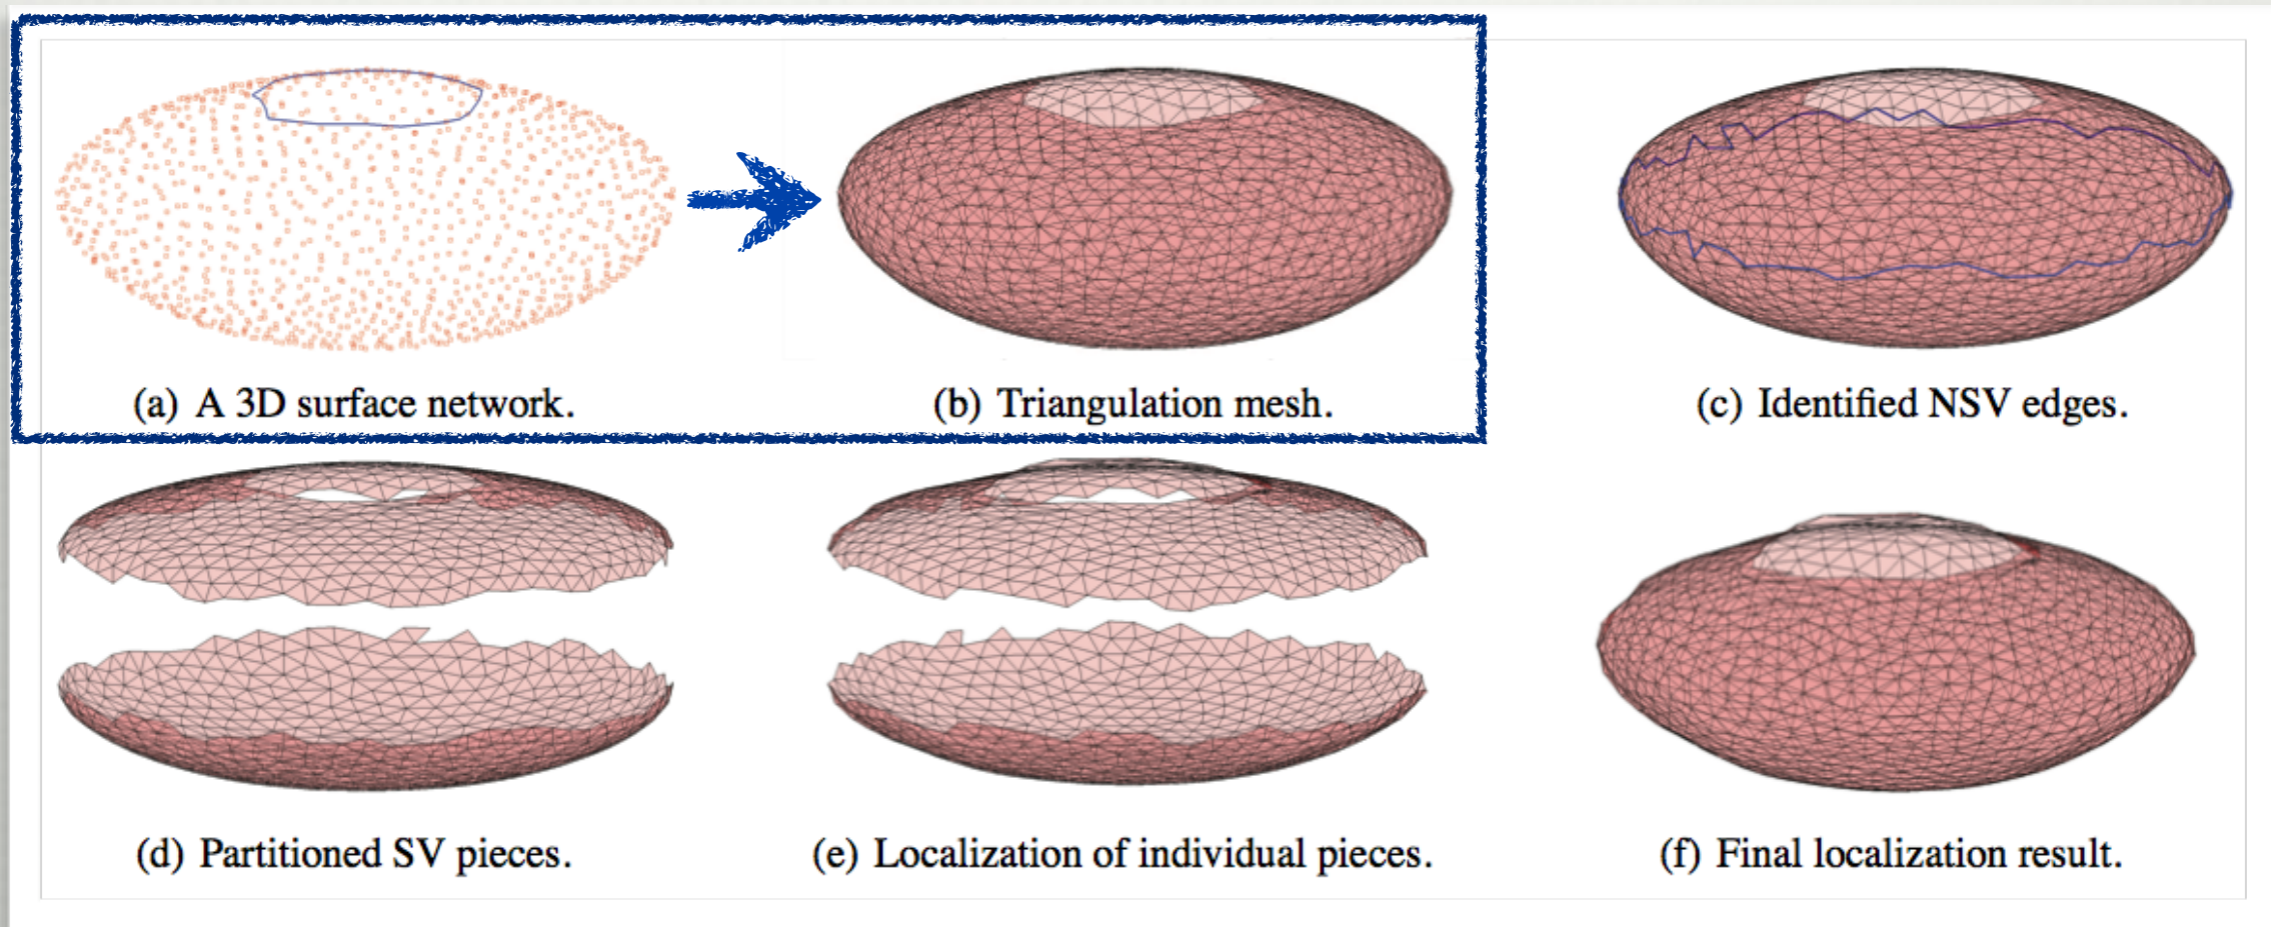 (a) A 3D surface network.
(b) Triangulation mesh.
(c) Identified NSV edges.
(d) Partitioned SV pieces.
(e) Localization of individual pieces.
(f) Final localization result.